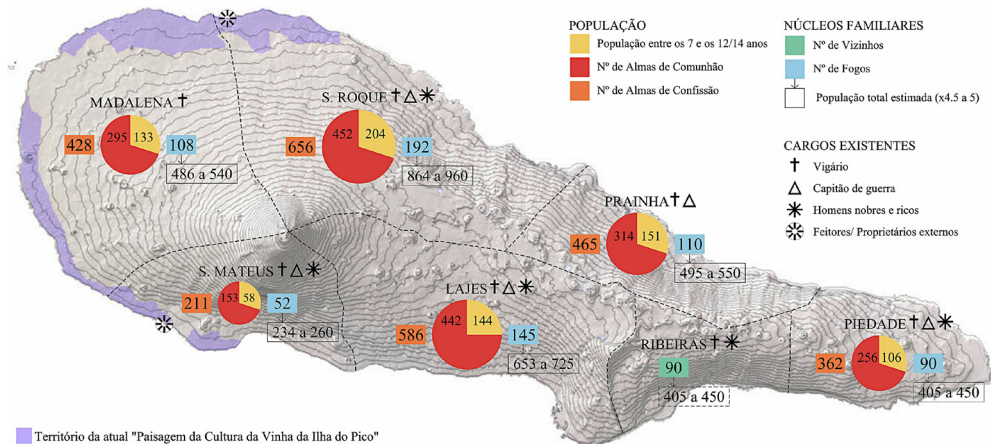 POPULAÇÃO
População entre os 7 e os 12/14 anos
Nº de Almas de Comunhão
Nº de Almas de Confissão
NÚCLEOS FAMILIARES
Nº de Vizinhos
Nº de Fogos
População total estimada (x4.5 a 5)
CARGOS EXISTENTES
Vigário
Capitão de guerra
Homens nobres e ricos
Feitores/ Proprietários externos
MADALENA
428
295
133
108
486 a 540
S. ROQUE
656
452
204
192
864 a 960
PRAINHA
465
314
151
110
495 a 550
S. MATEUS
211
153
58
52
234 a 260
LAJES
586
442
144
145
653 a 725
RIBEIRAS
90
405 a 450
PIEDADE
362
256
106
90
405 a 450
Território da atual "Paisagem da Cultura da Vinha da Ilha do Pico"